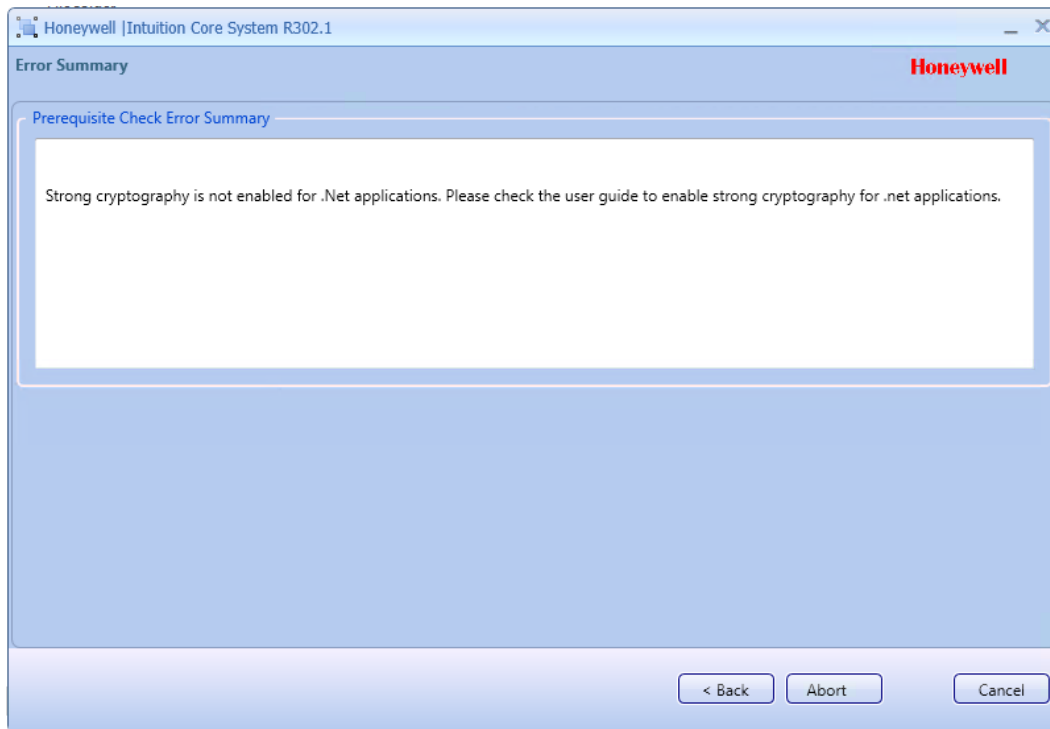 Honeywell |Intuition Core System R302.1
Error Summary
Honeywell
Prerequisite Check Error Summary
Strong cryptography is not enabled for .Net applications. Please check the user guide to enable strong cryptography for .net applications.
< Back
Abort
Cancel